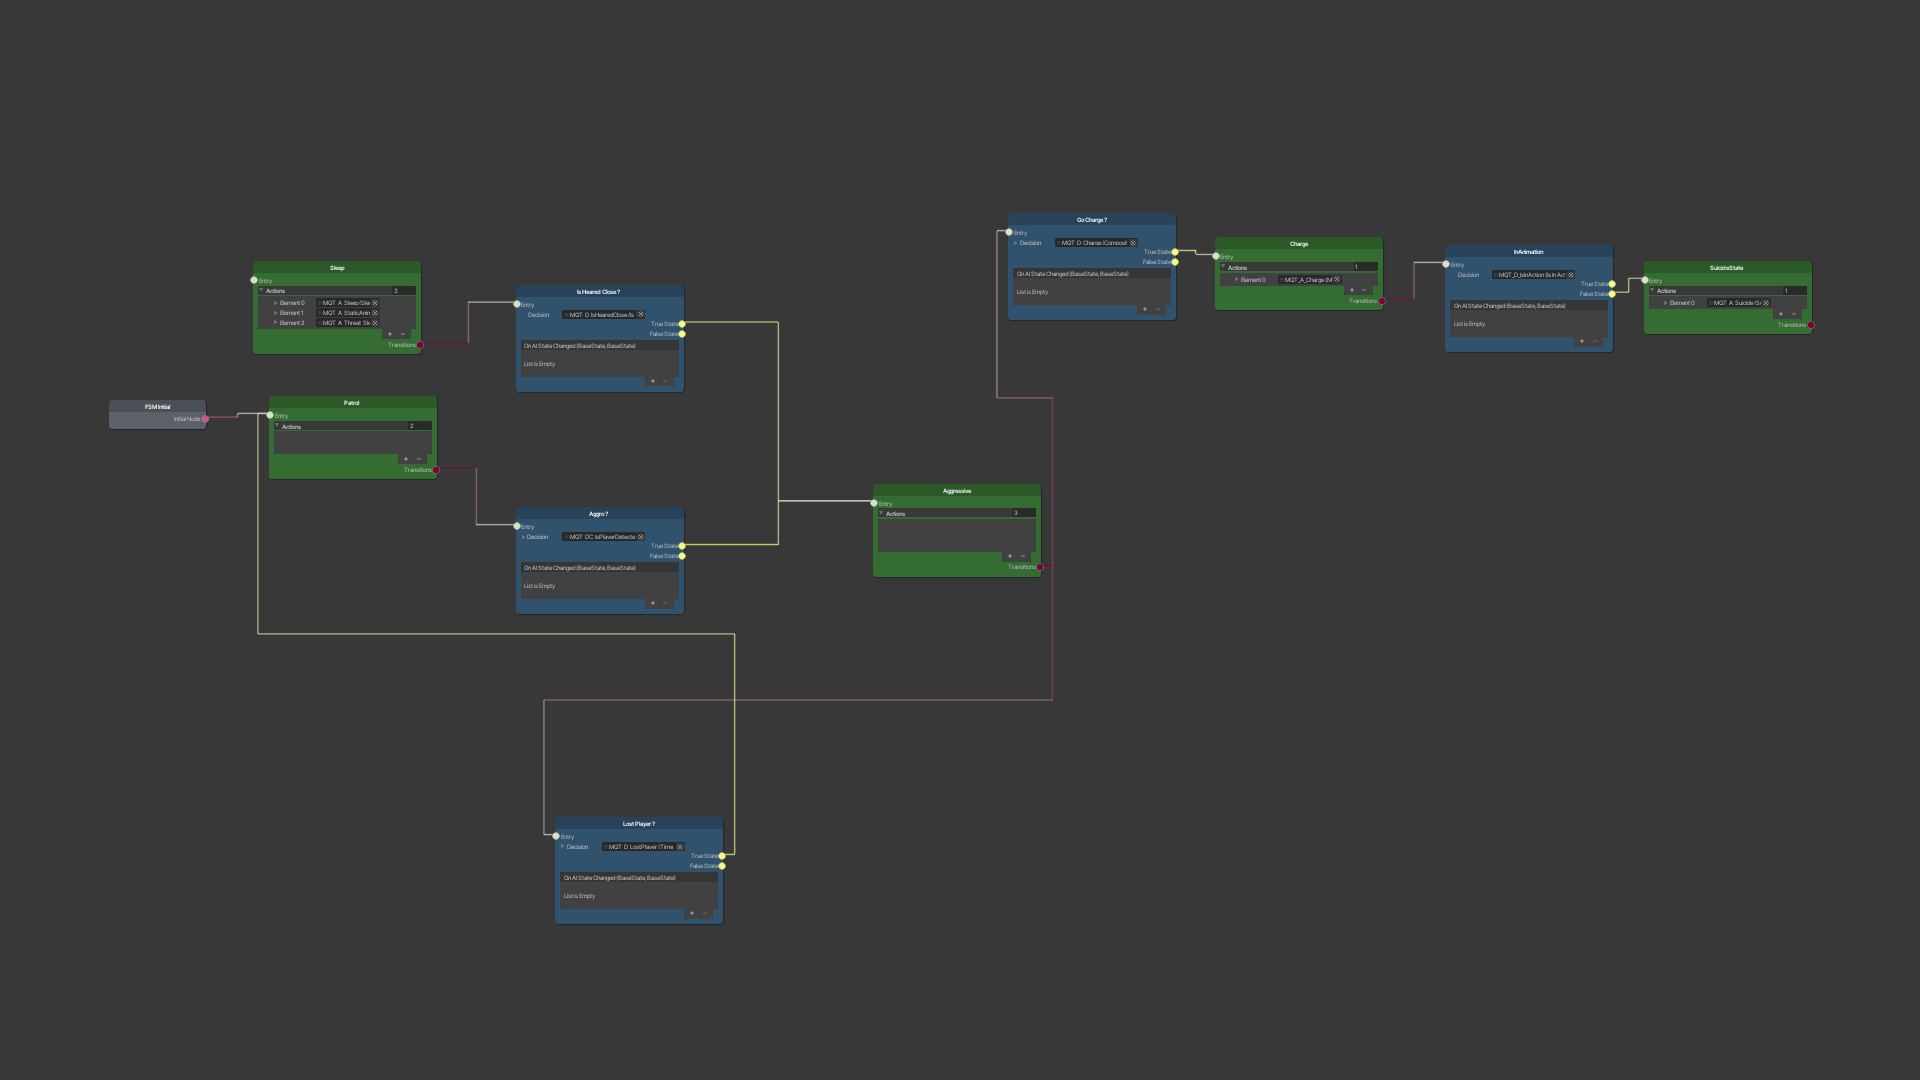 Sleep
Entry
Actions 3
Element 0 MQT_A_Sleep (Sle
Element 1 MQT_A_StaticAnin
Element 2 MQT_A_Threat_Sle
+ −
Transitions
Is Heared Close ?
Entry
Decision MQT_D_IsHearedClose (Is
True State
False State
On AI State Changed (BaseState, BaseState)
List is Empty
+ −
FSM Initial
Initial Node
Patrol
Entry
Actions 2
+ −
Transitions
Aggro ?
Entry
Decision MQT_DC_IsPlayerDetecte
True State
False State
On AI State Changed (BaseState, BaseState)
List is Empty
+ −
Aggressive
Entry
Actions 3
+ −
Transitions
Lost Player ?
Entry
Decision MQT_D_LostPlayer (Time
True State
False State
On AI State Changed (BaseState, BaseState)
List is Empty
+ −
Go Charge ?
Entry
Decision MQT_D_Charge (Composit
True State
False State
On AI State Changed (BaseState, BaseState)
List is Empty
+ −
Charge
Entry
Actions 1
Element 0 MQT_A_Charge (M
+ −
Transitions
InAnimation
Entry
Decision MQT_D_IsInAction (Is In Act
True State
False State
On AI State Changed (BaseState, BaseState)
List is Empty
+ −
SuicideState
Entry
Actions 1
Element 0 MQT_A_Suicide (Si
+ −
Transitions